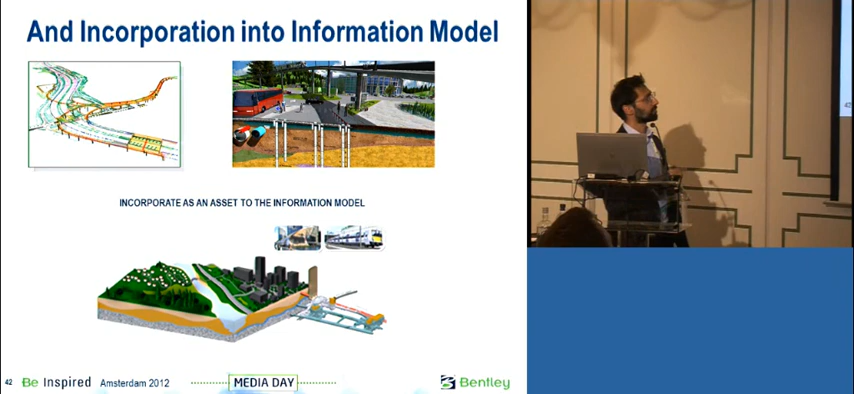 And Incorporation into Information Model
INCORPORATE AS AN ASSET TO THE INFORMATION MODEL
42 Be Inspired Amsterdam 2012 MEDIA DAY Bentley
42